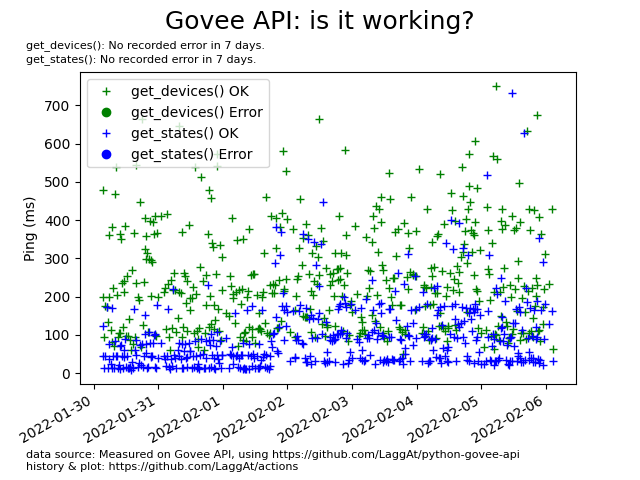 Govee API: is it working?
get_devices(): No recorded error in 7 days.
get_states(): No recorded error in 7 days.
get_devices() OK
get_devices() Error
get_states() OK
get_states() Error
Ping (ms)
700
600
500
400
300
200
100
0
2022-01-30
2022-01-31
2022-02-01
2022-02-02
2022-02-03
2022-02-04
2022-02-05
2022-02-06
data source: Measured on Govee API, using https://github.com/LaggAt/python-govee-api
history & plot: https://github.com/LaggAt/actions